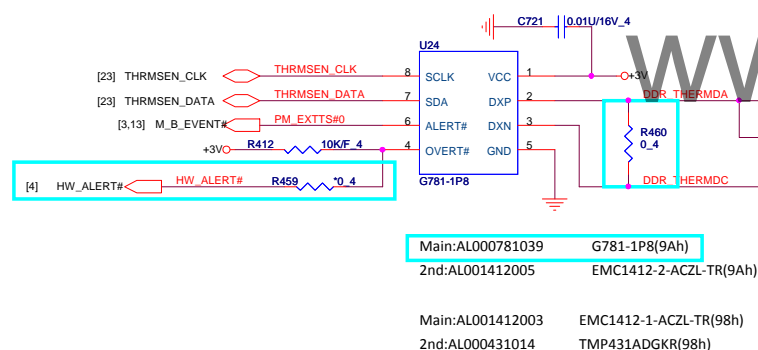 C721 0.01U/16V_4
U24
WW
[23] THRMSEN_CLK THRMSEN_CLK 8 SCLK VCC 1 +3V
[23] THRMSEN_DATA THRMSEN_DATA 7 SDA DXP 2 DDR_THERMDA
[3,13] M_B_EVENT# PM_EXTTS#0 6 ALERT# DXN 3
R460
0_4
+3V R412 10K/F_4 4 OVERT# GND 5
[4] HW_ALERT# HW_ALERT# R459 *0_4 G781-1P8 DDR_THERMDC
Main:AL000781039 G781-1P8(9Ah)
2nd:AL001412005 EMC1412-2-ACZL-TR(9Ah)
Main:AL001412003 EMC1412-1-ACZL-TR(98h)
2nd:AL000431014 TMP431ADGKR(98h)